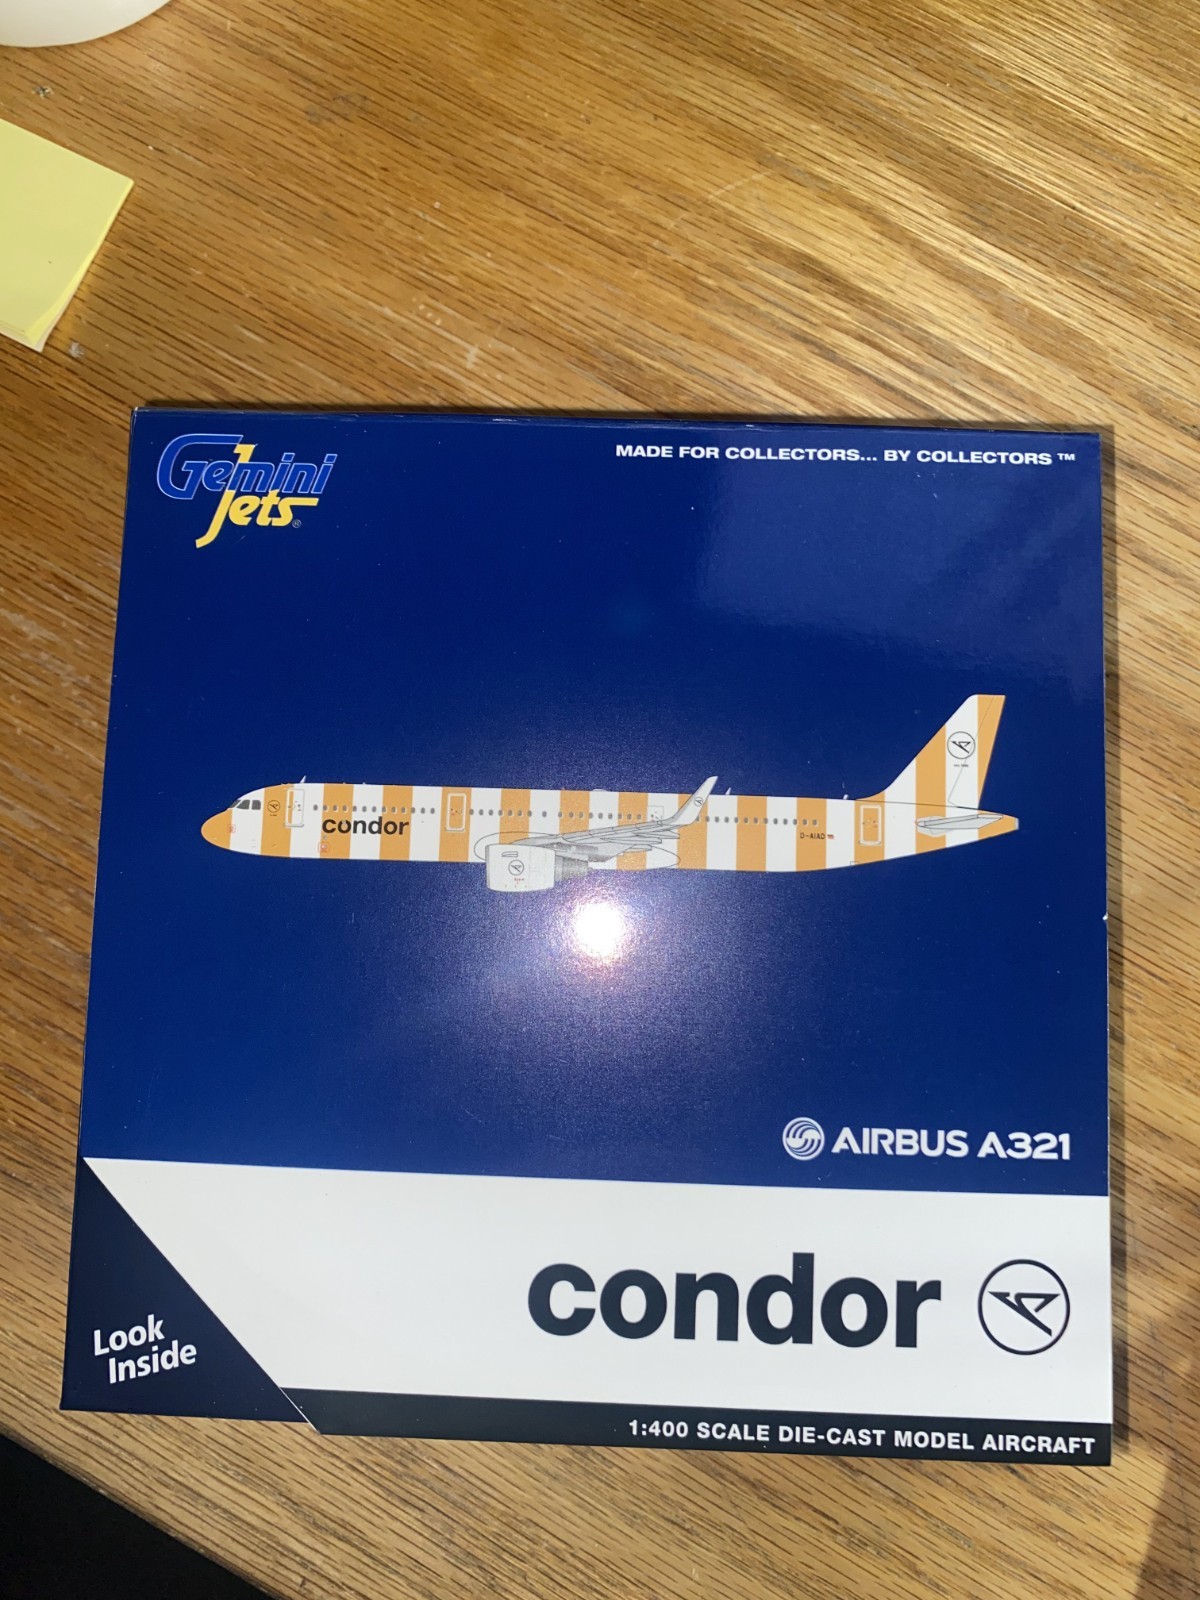 Gemini
Jets®
MADE FOR COLLECTORS... BY COLLECTORS ™
condor
D-AIAD
AIRBUS A321
condor
Look
Inside
1:400 SCALE DIE-CAST MODEL AIRCRAFT